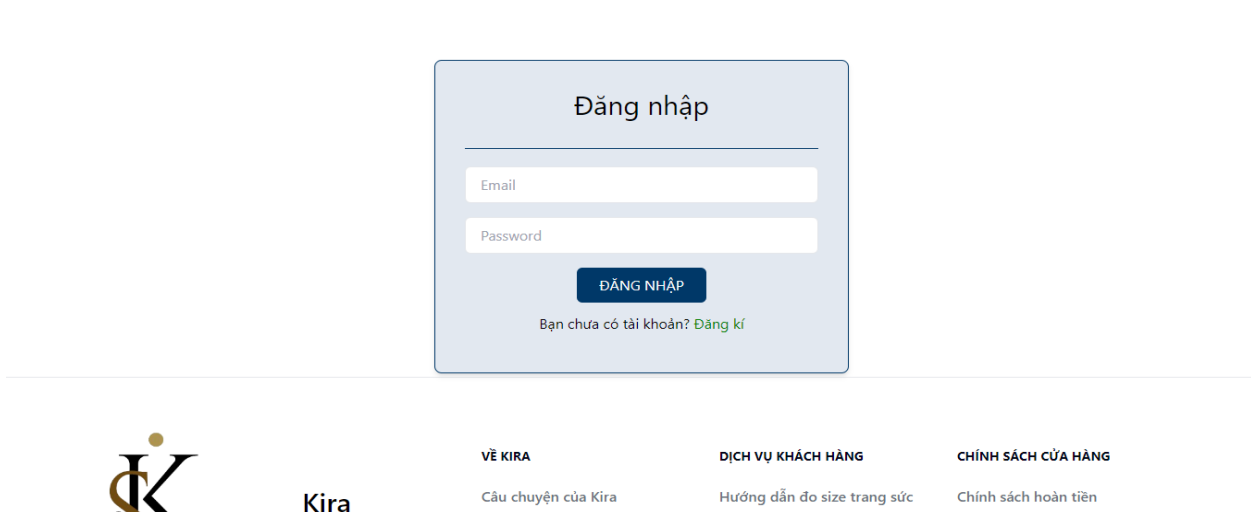 Đăng nhập
Email
Password
ĐĂNG NHẬP
Bạn chưa có tài khoản? Đăng kí
Kira
VỀ KIRA
Câu chuyện của Kira
DỊCH VỤ KHÁCH HÀNG
Hướng dẫn đo size trang sức
CHÍNH SÁCH CỬA HÀNG
Chính sách hoàn tiền